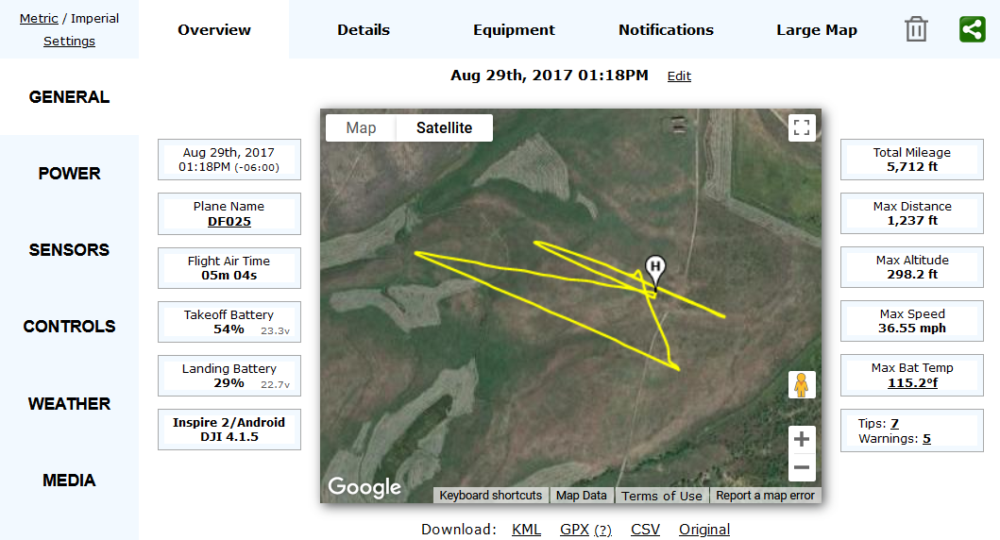 Metric / Imperial
Settings
Overview
Details
Equipment
Notifications
Large Map
GENERAL
POWER
SENSORS
CONTROLS
WEATHER
MEDIA
Aug 29th, 2017 01:18PM Edit
Aug 29th, 2017
01:18PM (-06:00)
Plane Name
DF025
Flight Air Time
05m 04s
Takeoff Battery
54% 23.3v
Landing Battery
29% 22.7v
Inspire 2/Android
DJI 4.1.5
Map
Satellite
H
Google
Keyboard shortcuts
Map Data
Terms of Use
Report a map error
Total Mileage
5,712 ft
Max Distance
1,237 ft
Max Altitude
298.2 ft
Max Speed
36.55 mph
Max Bat Temp
115.2°f
Tips: 7
Warnings: 5
Download: KML GPX (?) CSV Original